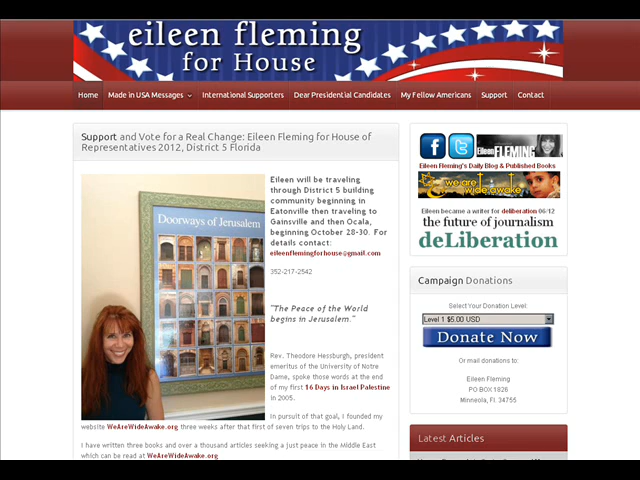 eileen fleming
for House
Home
Made in USA Messages
International Supporters
Dear Presidential Candidates
My Fellow Americans
Support
Contact
Support and Vote for a Real Change: Eileen Fleming for House of
Representatives 2012, District 5 Florida
Doorways of Jerusalem
Eileen will be traveling
through District 5 building
community beginning in
Eatonville then traveling to
Gainsville and then Ocala,
beginning October 28-30. For
details contact:
eileenflemingforhouse@gmail.com
352-217-2542
"The Peace of the World
begins in Jerusalem."
Rev. Theodore Hessburgh, president
emeritus of the University of Notre
Dame, spoke those words at the end
of my first 16 Days in Israel Palestine
in 2005.
In pursuit of that goal, I founded my
website WeAreWideAwake.org three weeks after that first of seven trips to the Holy Land.
I have written three books and over a thousand articles seeking a just peace in the Middle East
which can be read at WeAreWideAwake.org
Eileen FLEMING
Eileen Fleming's Daily Blog & Published Books
we are wide awake
Eileen became a writer for deliberation 06/12
the future of journalism
deLiberation
Campaign Donations
Select Your Donation Level:
Level 1 $5.00 USD
Donate Now
Or mail donations to:
Eileen Fleming
PO BOX 1826
Minneola, Fl. 34755
Latest Articles